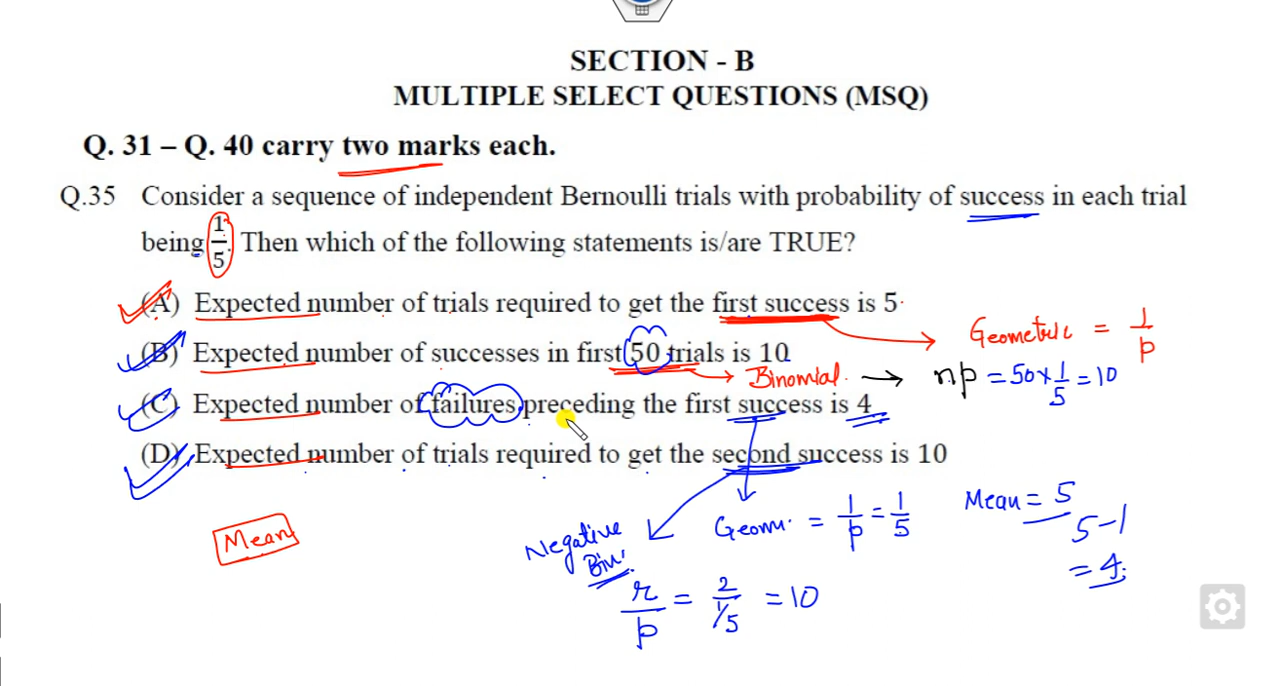 SECTION - B
MULTIPLE SELECT QUESTIONS (MSQ)
Q. 31 – Q. 40 carry two marks each.
Q.35 Consider a sequence of independent Bernoulli trials with probability of success in each trial
being 1/5. Then which of the following statements is/are TRUE?
(A) Expected number of trials required to get the first success is 5
(B) Expected number of successes in first 50 trials is 10
(C) Expected number of failures preceding the first success is 4
(D) Expected number of trials required to get the second success is 10
Geometric = 1/p
Binomial. → np = 50 × 1/5 = 10
Mean
Negative
Bin.
r/p = 2/1/5 = 10
Geom. = 1/p = 1/5
Mean = 5
5-1
= 4.